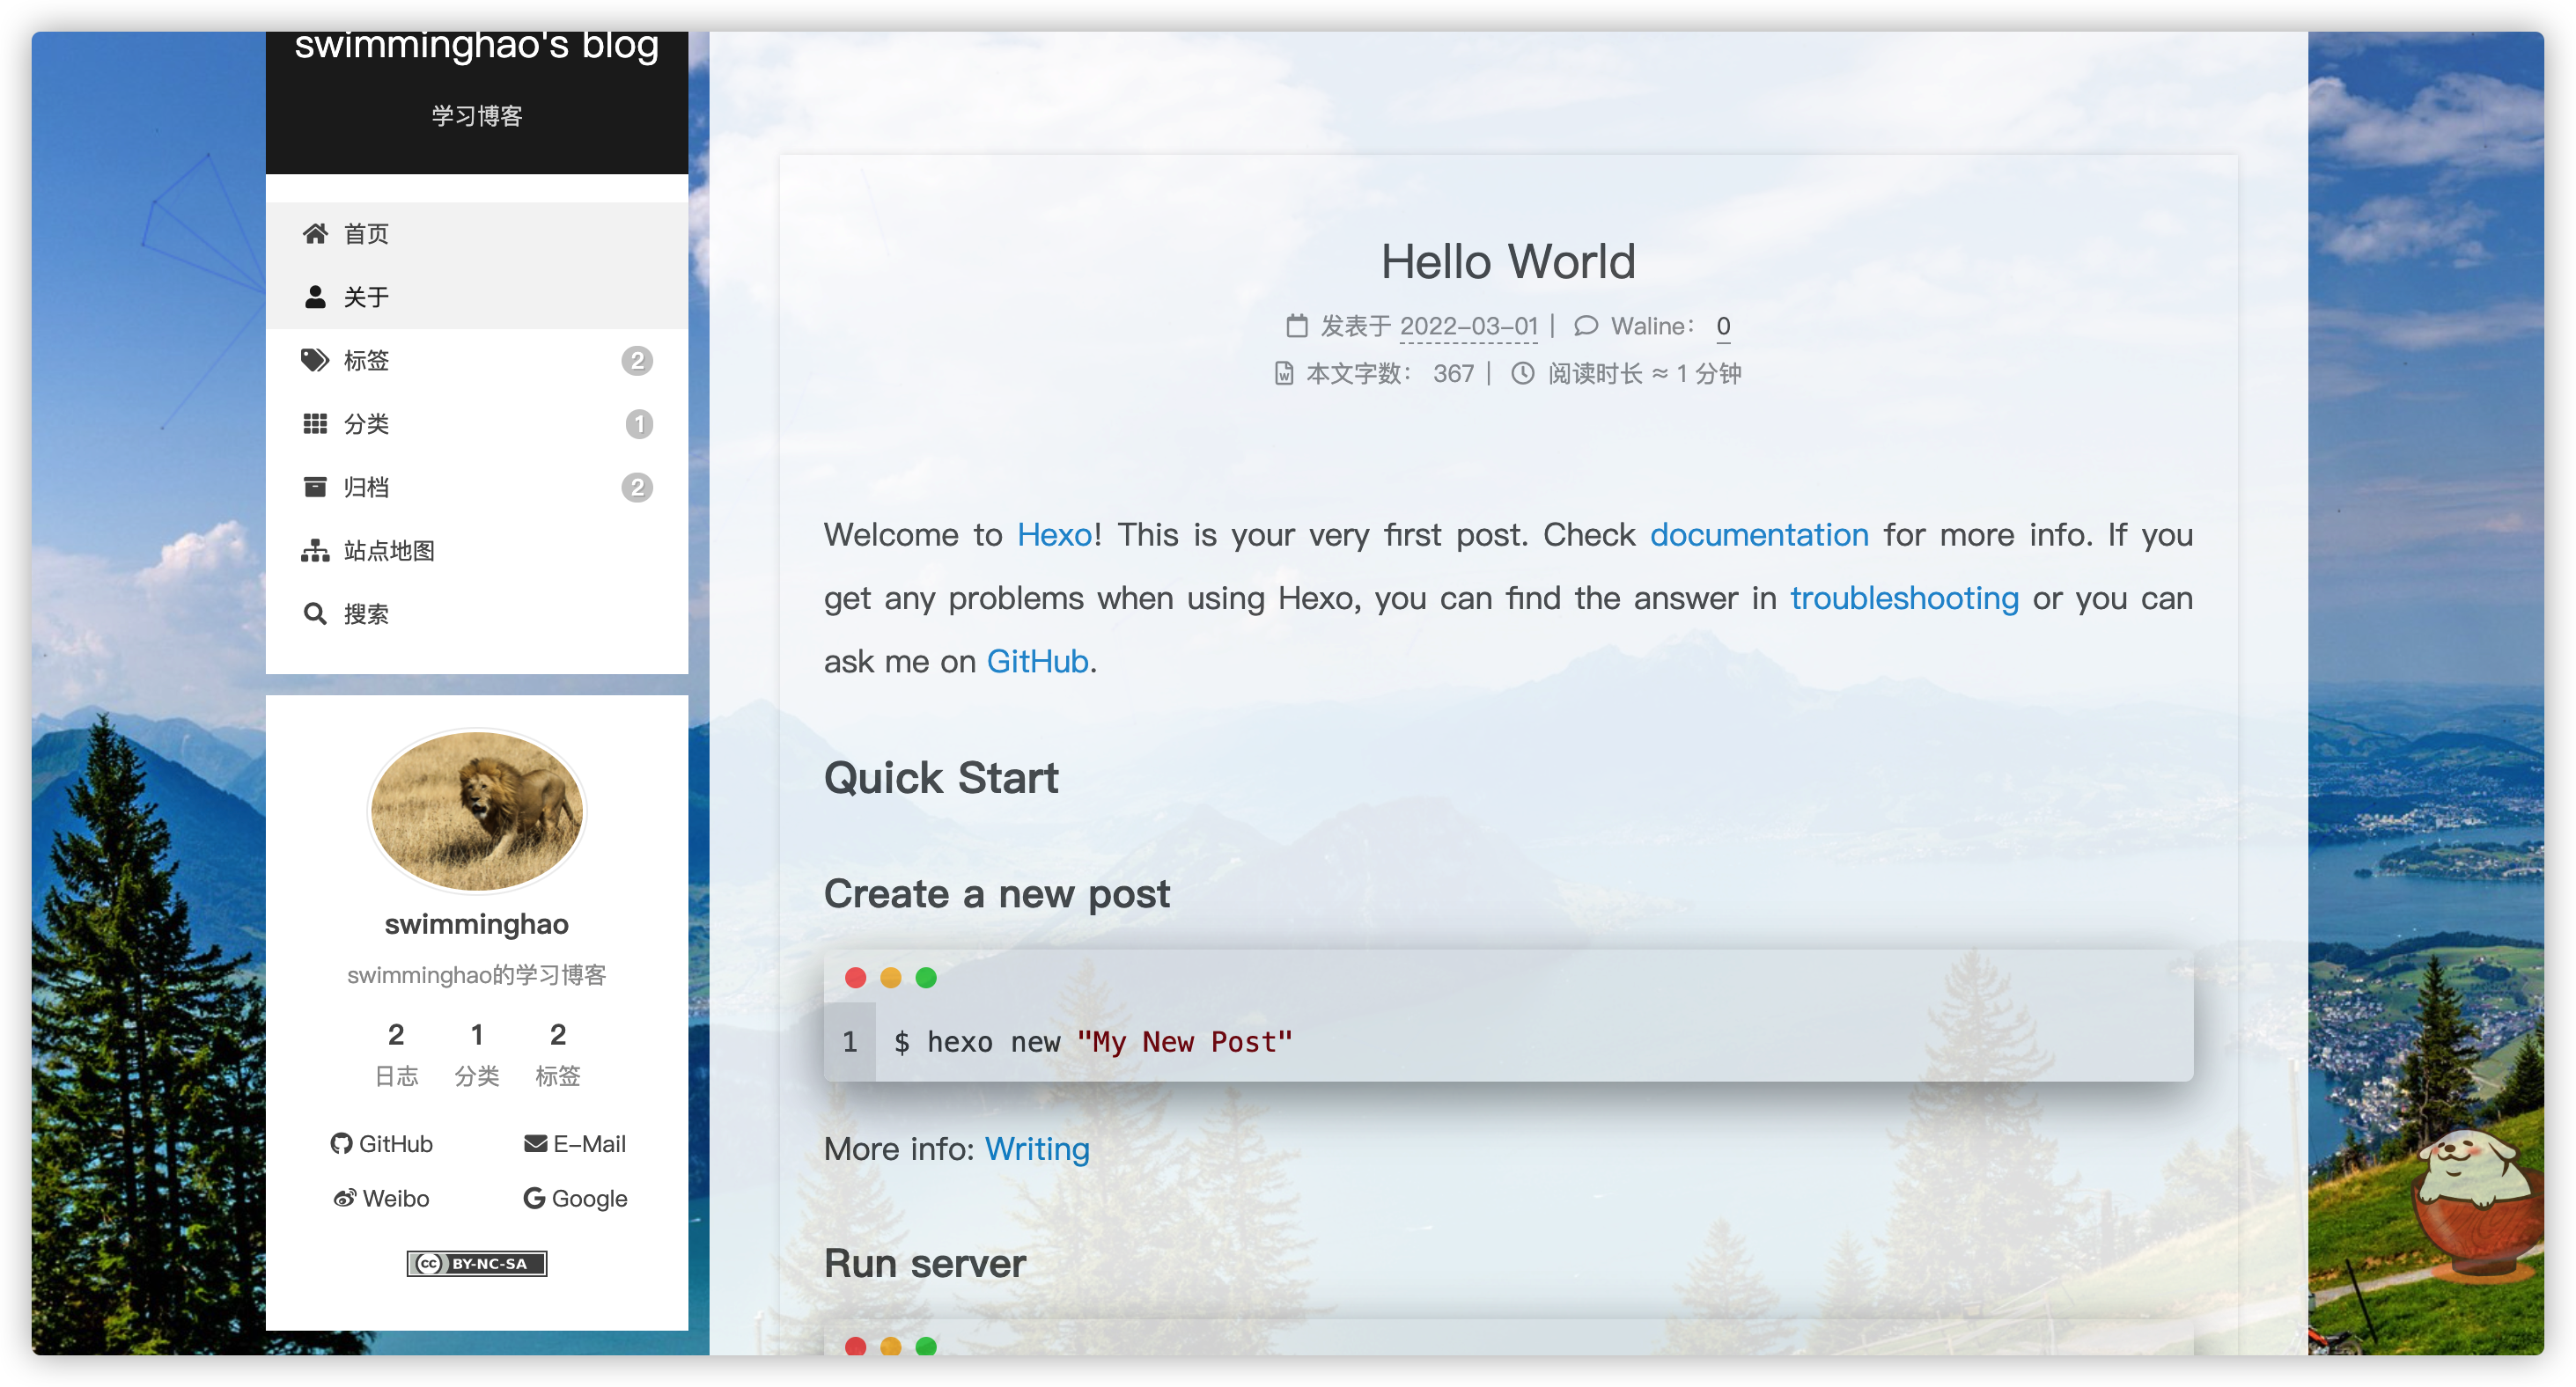 swimminghao's blog
学习博客
首页
关于
标签 2
分类 1
归档 2
站点地图
搜索
swimminghao
swimminghao的学习博客
2 1 2
日志 分类 标签
GitHub E-Mail
Weibo Google
cc BY-NC-SA
Hello World
发表于 2022-03-01 | Waline： 0
本文字数： 367 | 阅读时长 ≈ 1 分钟
Welcome to Hexo! This is your very first post. Check documentation for more info. If you
get any problems when using Hexo, you can find the answer in troubleshooting or you can
ask me on GitHub.
Quick Start
Create a new post
1 $ hexo new "My New Post"
More info: Writing
Run server